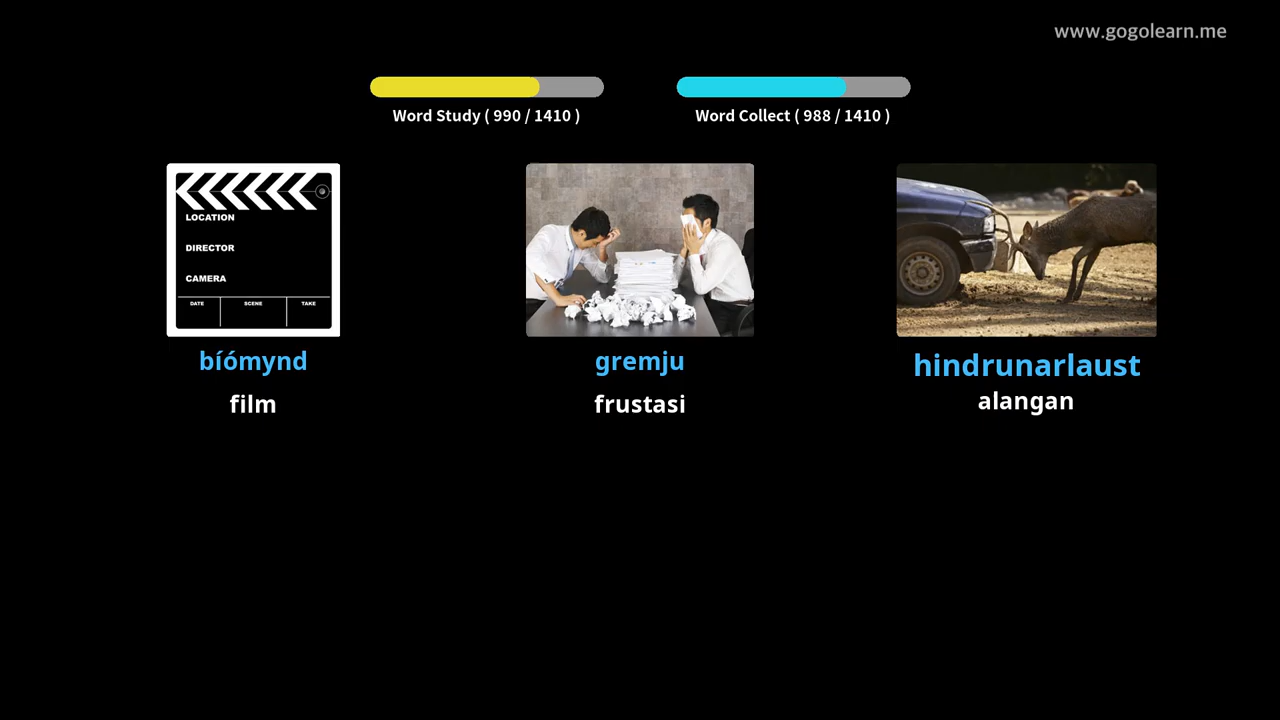 www.gogolearn.me
Word Study ( 990 / 1410 )
Word Collect ( 988 / 1410 )
LOCATION
DIRECTOR
CAMERA
DATE SCENE TAKE
bíómynd
gremju
hindrunarlaust
film
frustasi
alangan